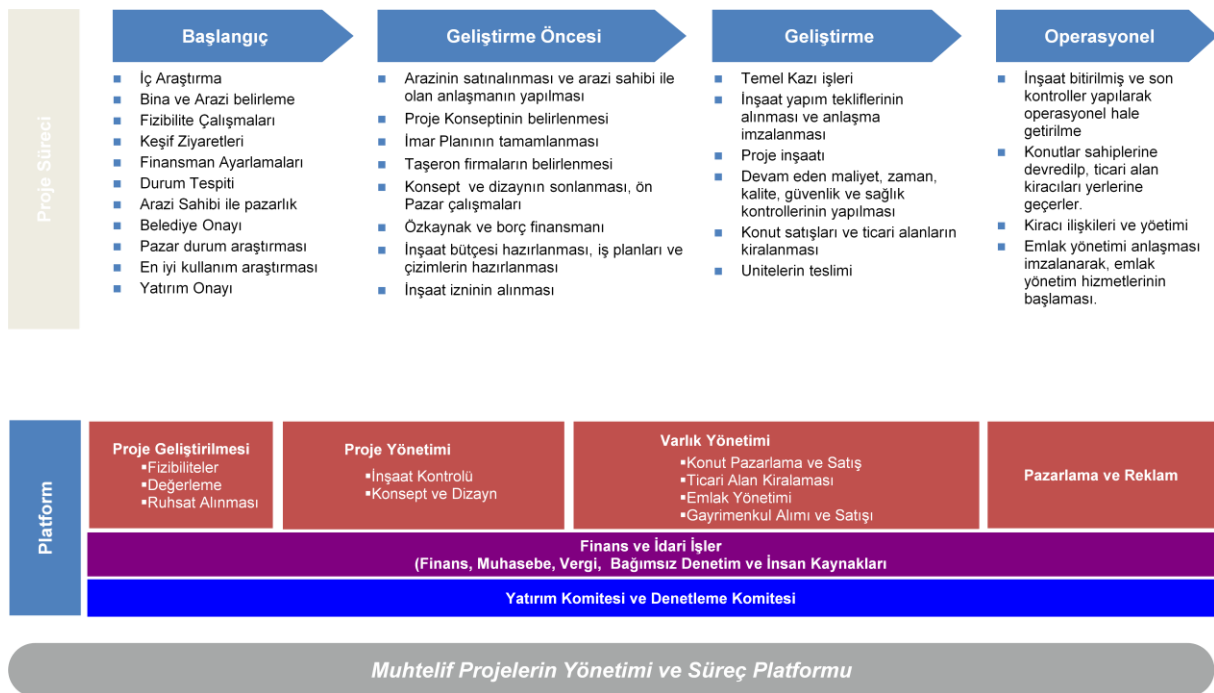 Proje Süreci
Başlangıç
İç Araştırma
Bina ve Arazi belirleme
Fizibilite Çalışmaları
Keşif Ziyaretleri
Finansman Ayarlamaları
Durum Tespiti
Arazi Sahibi ile pazarlık
Belediye Onayı
Pazar durum araştırması
En iyi kullanım araştırması
Yatırım Onayı
Geliştirme Öncesi
Arazinin satınalınması ve arazi sahibi ile
olan anlaşmanın yapılması
Proje Konseptinin belirlenmesi
İmar Planının tamamlanması
Taşeron firmaların belirlenmesi
Konsept ve dizaynın sonlanması, ön
Pazar çalışmaları
Özkaynak ve borç finansmanı
İnşaat bütçesi hazırlanması, iş planları ve
çizimlerin hazırlanması
İnşaat izninin alınması
Geliştirme
Temel Kazı işleri
İnşaat yapım tekliflerinin
alınması ve anlaşma
imzalanması
Proje inşaatı
Devam eden maliyet, zaman,
kalite, güvenlik ve sağlık
kontrollerinin yapılması
Konut satışları ve ticari alanların
kiralanması
Unitelerin teslimi
Operasyonel
İnşaat bitirilmiş ve son
kontroller yapılarak
operasyonel hale
getirilme
Konutlar sahiplerine
devredilp, ticari alan
kiracıları yerlerine
geçerler.
Kiracı ilişkileri ve yöetimi
Emlak yönetimi anlaşması
imzalanarak, emlak
yönetim hizmetlerinin
başlaması.
Platform
Proje Geliştirilmesi
Fizibiliteler
Değerleme
Ruhsat Alınması
Proje Yönetimi
İnşaat Kontrolü
Konsept ve Dizayn
Varlık Yönetimi
Konut Pazarlama ve Satış
Ticari Alan Kiralaması
Emlak Yönetimi
Gayrimenkul Alımı ve Satışı
Pazarlama ve Reklam
Finans ve İdari İşler
(Finans, Muhasebe, Vergi, Bağımsız Denetim ve İnsan Kaynakları
Yatırım Komitesi ve Denetleme Komitesi
Muhtelif Projelerin Yönetimi ve Süreç Platformu